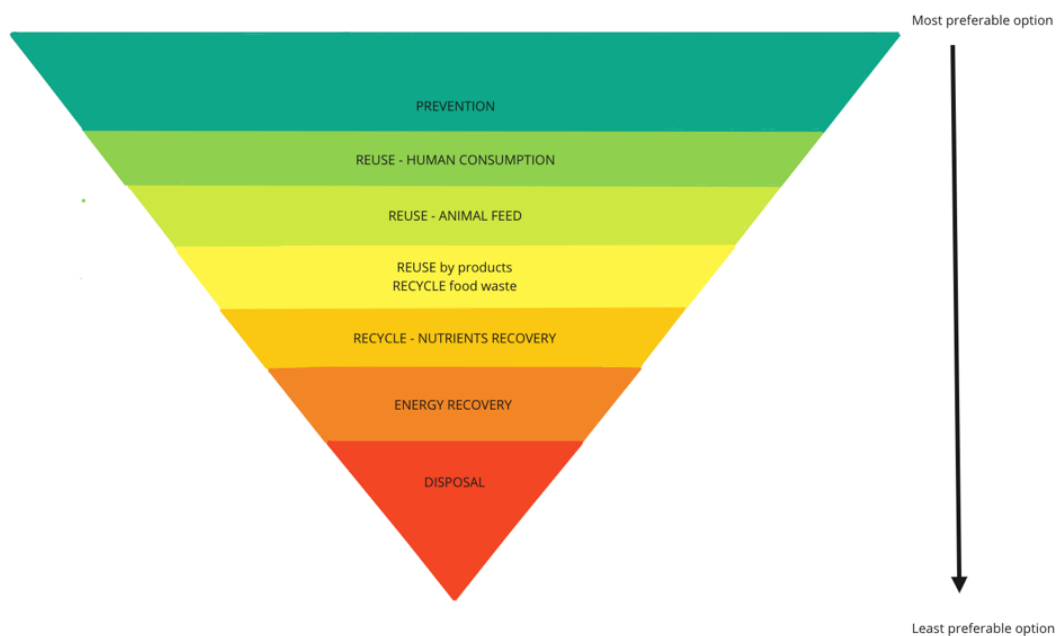 Most preferable option
PREVENTION
REUSE - HUMAN CONSUMPTION
REUSE - ANIMAL FEED
REUSE by products
RECYCLE food waste
RECYCLE - NUTRIENTS RECOVERY
ENERGY RECOVERY
DISPOSAL
Least preferable option